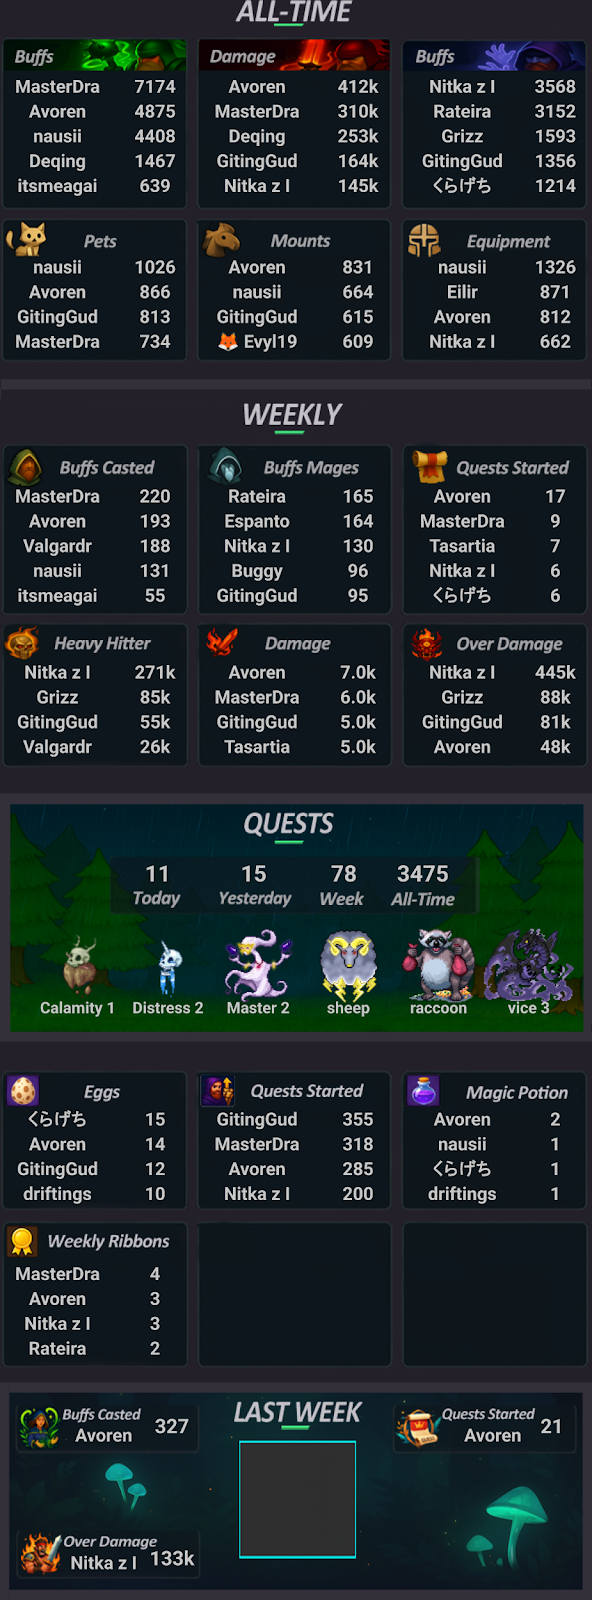 ALL-TIME
Buffs
MasterDra 7174
Avoren 4875
nausii 4408
Deqing 1467
itsmeagai 639
Damage
Avoren 412k
MasterDra 310k
Deqing 253k
GitingGud 164k
Nitka z l 145k
Buffs
Nitka z l 3568
Rateira 3152
Grizz 1593
GitingGud 1356
くらげち 1214
Pets
nausii 1026
Avoren 866
GitingGud 813
MasterDra 734
Mounts
Avoren 831
nausii 664
GitingGud 615
🦊 Evyl19 609
Equipment
nausii 1326
Eilir 871
Avoren 812
Nitka z l 662
WEEKLY
Buffs Casted
MasterDra 220
Avoren 193
Valgardr 188
nausii 131
itsmeagai 55
Buffs Mages
Rateira 165
Espanto 164
Nitka z l 130
Buggy 96
GitingGud 95
Quests Started
Avoren 17
MasterDra 9
Tasartia 7
Nitka z l 6
くらげち 6
Heavy Hitter
Nitka z l 271k
Grizz 85k
GitingGud 55k
Valgardr 26k
Damage
Avoren 7.0k
MasterDra 6.0k
GitingGud 5.0k
Tasartia 5.0k
Over Damage
Nitka z l 445k
Grizz 88k
GitingGud 81k
Avoren 48k
QUESTS
11 15 78 3475
Today Yesterday Week All-Time
Calamity 1 Distress 2 Master 2 sheep raccoon vice 3
Eggs
くらげち 15
Avoren 14
GitingGud 12
driftings 10
Quests Started
GitingGud 355
MasterDra 318
Avoren 285
Nitka z l 200
Magic Potion
Avoren 2
nausii 1
くらげち 1
driftings 1
Weekly Ribbons
MasterDra 4
Avoren 3
Nitka z l 3
Rateira 2
LAST WEEK
Buffs Casted
Avoren 327
Quests Started
Avoren 21
Over Damage
Nitka z l 133k